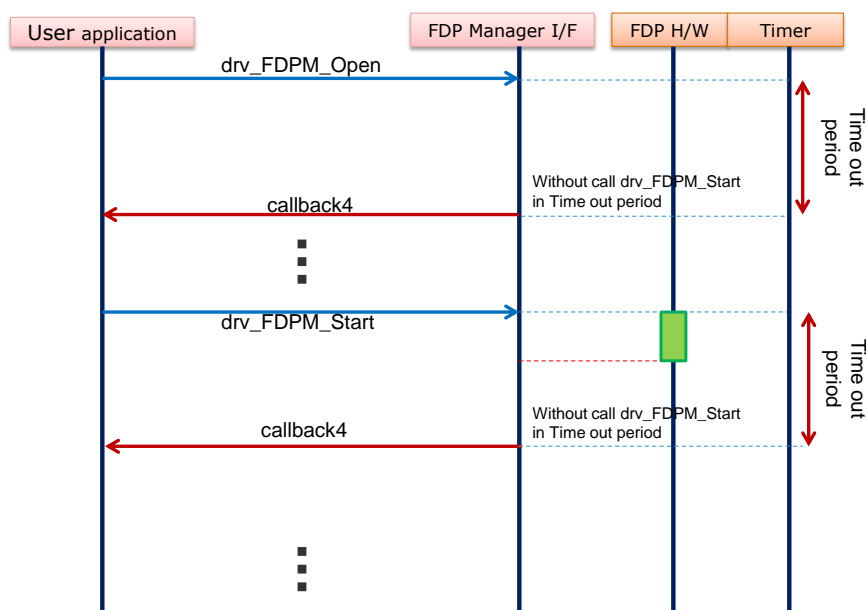 User application
FDP Manager I/F
FDP H/W
Timer
drv_FDPM_Open
Time out
period
Without call drv_FDPM_Start
in Time out period
callback4
drv_FDPM_Start
Time out
period
Without call drv_FDPM_Start
in Time out period
callback4